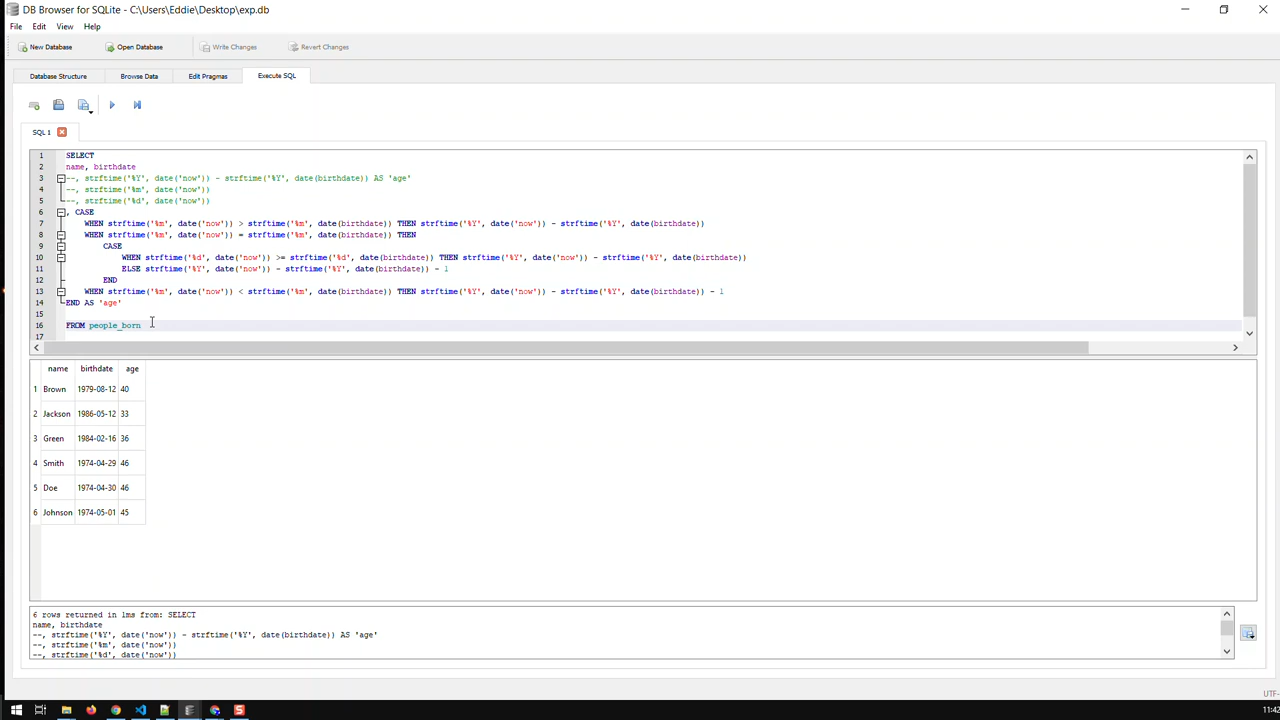 DB Browser for SQLite - C:\Users\Eddie\Desktop\exp.db
File Edit View Help
New Database Open Database Write Changes Revert Changes
Database Structure Browse Data Edit Pragmas Execute SQL
SQL 1
1 SELECT
2 name, birthdate
3 --, strftime('%Y', date('now')) - strftime('%Y', date(birthdate)) AS 'age'
4 --, strftime('%m', date('now'))
5 --, strftime('%d', date('now'))
6 , CASE
7 WHEN strftime('%m', date('now')) > strftime('%m', date(birthdate)) THEN strftime('%Y', date('now')) - strftime('%Y', date(birthdate))
8 WHEN strftime('%m', date('now')) = strftime('%m', date(birthdate)) THEN
9 CASE
10 WHEN strftime('%d', date('now')) >= strftime('%d', date(birthdate)) THEN strftime('%Y', date('now')) - strftime('%Y', date(birthdate))
11 ELSE strftime('%Y', date('now')) - strftime('%Y', date(birthdate)) - 1
12 END
13 WHEN strftime('%m', date('now')) < strftime('%m', date(birthdate)) THEN strftime('%Y', date('now')) - strftime('%Y', date(birthdate)) - 1
14 END AS 'age'
15
16 FROM people_born
17
name birthdate age
1 Brown 1979-08-12 40
2 Jackson 1986-05-12 33
3 Green 1984-02-16 36
4 Smith 1974-04-29 46
5 Doe 1974-04-30 46
6 Johnson 1974-05-01 45
6 rows returned in 1ms from: SELECT
name, birthdate
--, strftime('%Y', date('now')) - strftime('%Y', date(birthdate)) AS 'age'
--, strftime('%m', date('now'))
--, strftime('%d', date('now'))
UTF-
11:42